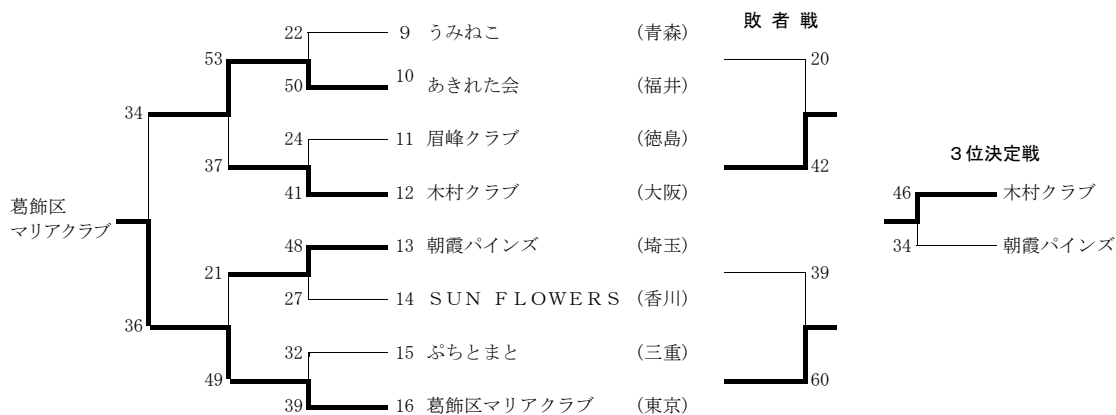 敗 者 戦
22 9 うみねこ (青森) 20
53
50 10 あきれた会 (福井)
34
24 11 眉峰クラブ (徳島)
37 42
３位決定戦
41 12 木村クラブ (大阪) 46 木村クラブ
葛飾区
マリアクラブ
48 13 朝霞パインズ (埼玉) 34 朝霞パインズ
21 39
27 14 ＳＵＮ ＦＬＯＷＥＲＳ (香川)
36
32 15 ぷちとまと (三重)
49 60
39 16 葛飾区マリアクラブ (東京)